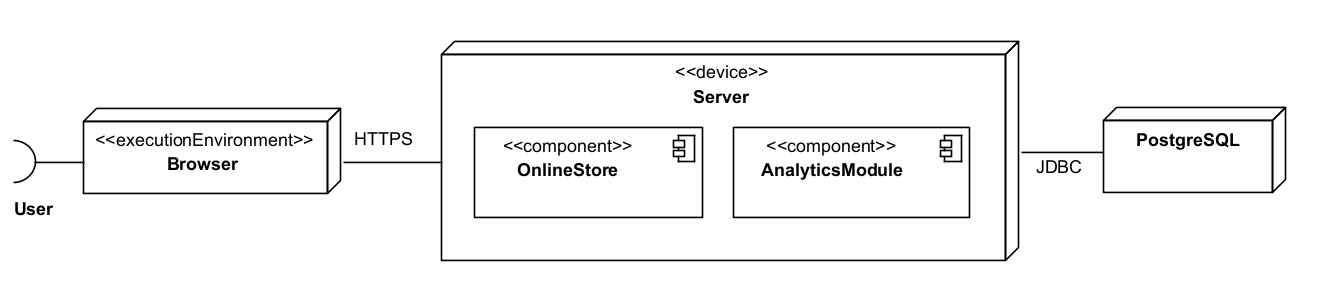 <<device>>
Server
<<executionEnvironment>>
Browser
HTTPS
<<component>>
OnlineStore
<<component>>
AnalyticsModule
PostgreSQL
JDBC
User